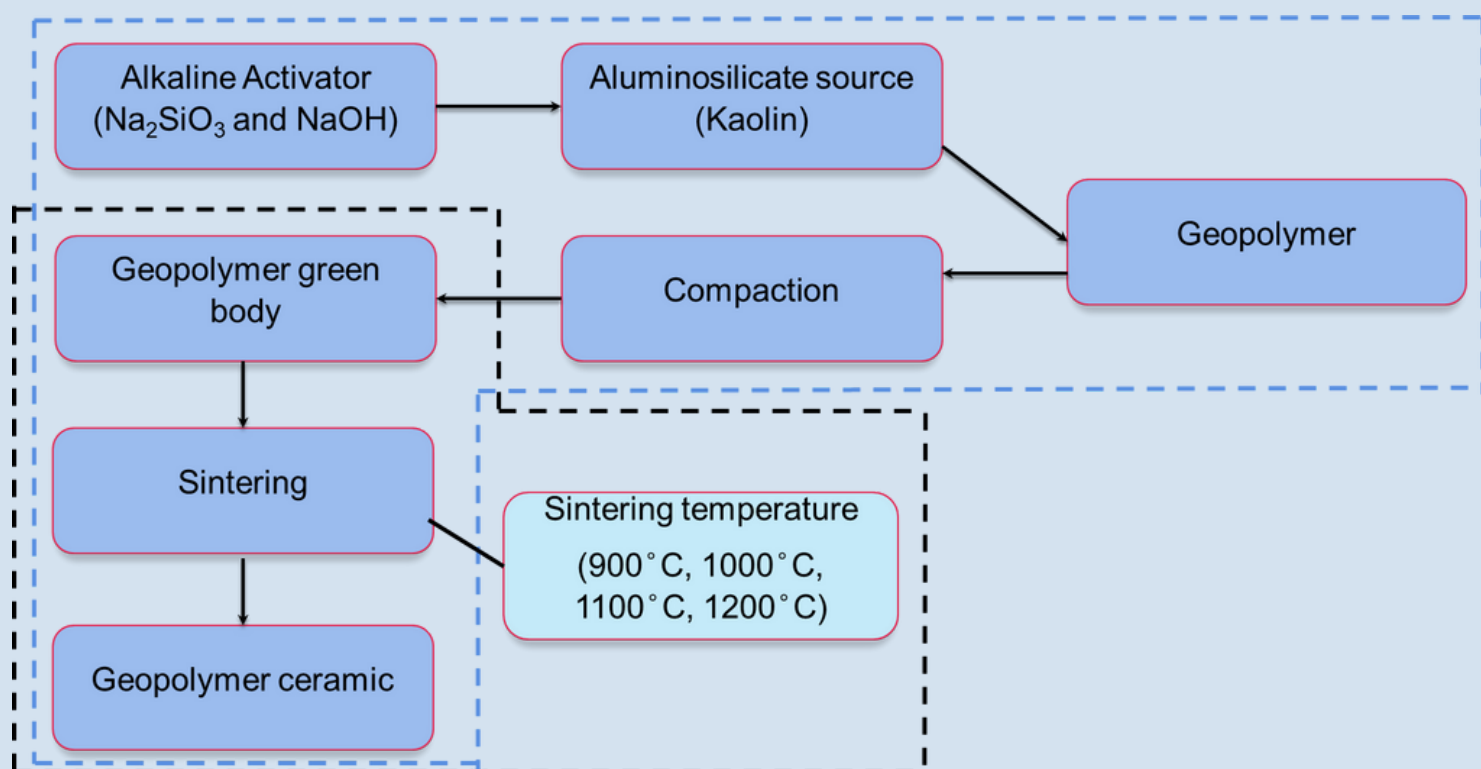 Alkaline Activator
(Na₂SiO₃ and NaOH)
Aluminosilicate source
(Kaolin)
Geopolymer
Compaction
Geopolymer green
body
Sintering
Sintering temperature
(900°C, 1000°C,
1100°C, 1200°C)
Geopolymer ceramic